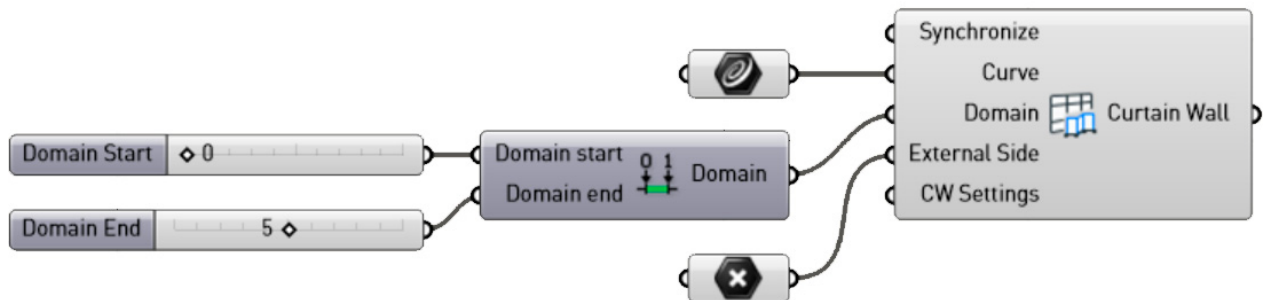 Synchronize
Curve
Domain
Curtain Wall
External Side
CW Settings
Domain Start
0
Domain start
0 1
Domain
Domain end
Domain End
5